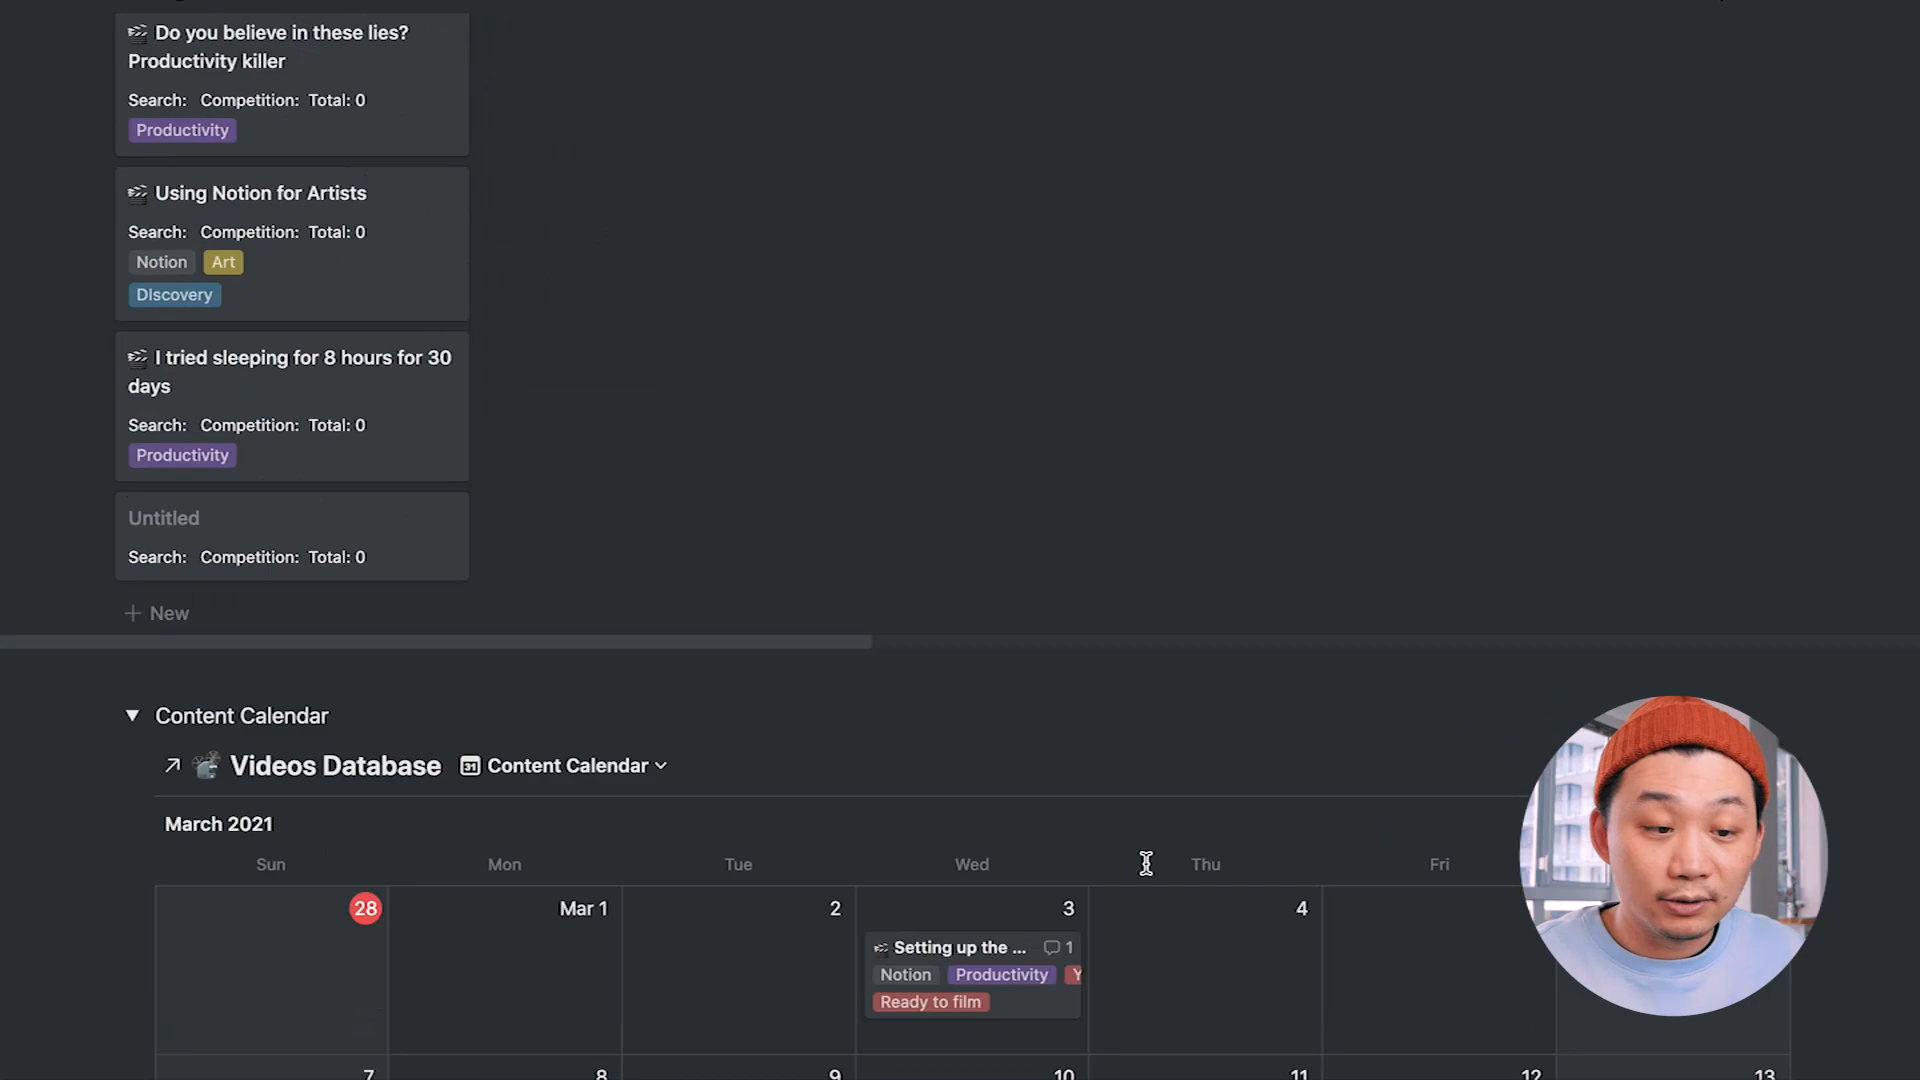 Do you believe in these lies?
Productivity killer
Search: Competition: Total: 0
Productivity
Using Notion for Artists
Search: Competition: Total: 0
Notion Art
DIscovery
I tried sleeping for 8 hours for 30
days
Search: Competition: Total: 0
Productivity
Untitled
Search: Competition: Total: 0
+ New
Content Calendar
Videos Database 31 Content Calendar
March 2021
Sun Mon Tue Wed Thu Fri
28 Mar 1 2 3 4
Setting up the ... 1
Notion Productivity Y
Ready to film
7 8 9 10 11 12 13